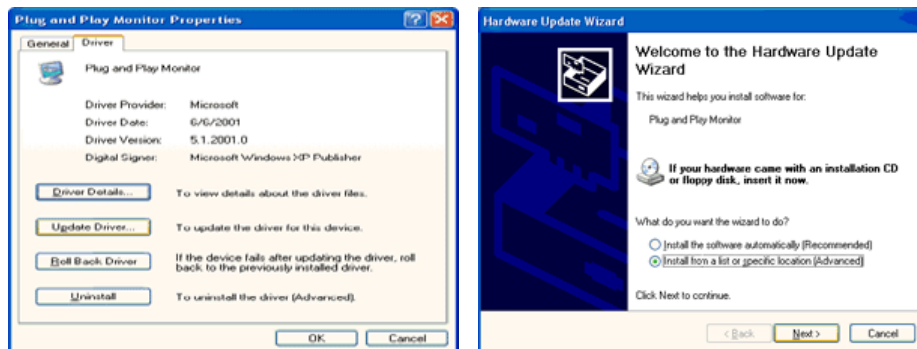 Plug and Play Monitor Properties
General Driver
Plug and Play Monitor
Driver Provider: Microsoft
Driver Date: 6/6/2001
Driver Version: 5.1.2001.0
Digital Signer: Microsoft Windows XP Publisher
Driver Details... To view details about the driver files.
Update Driver... To update the driver for this device.
Roll Back Driver If the device fails after updating the driver, roll
back to the previously installed driver.
Uninstall To uninstall the driver (Advanced).
OK Cancel
Hardware Update Wizard
Welcome to the Hardware Update
Wizard
This wizard helps you install software for:
Plug and Play Monitor
If your hardware came with an installation CD
or floppy disk, insert it now.
What do you want the wizard to do?
Install the software automatically (Recommended)
Install from a list or specific location (Advanced)
Click Next to continue.
< Back Next > Cancel